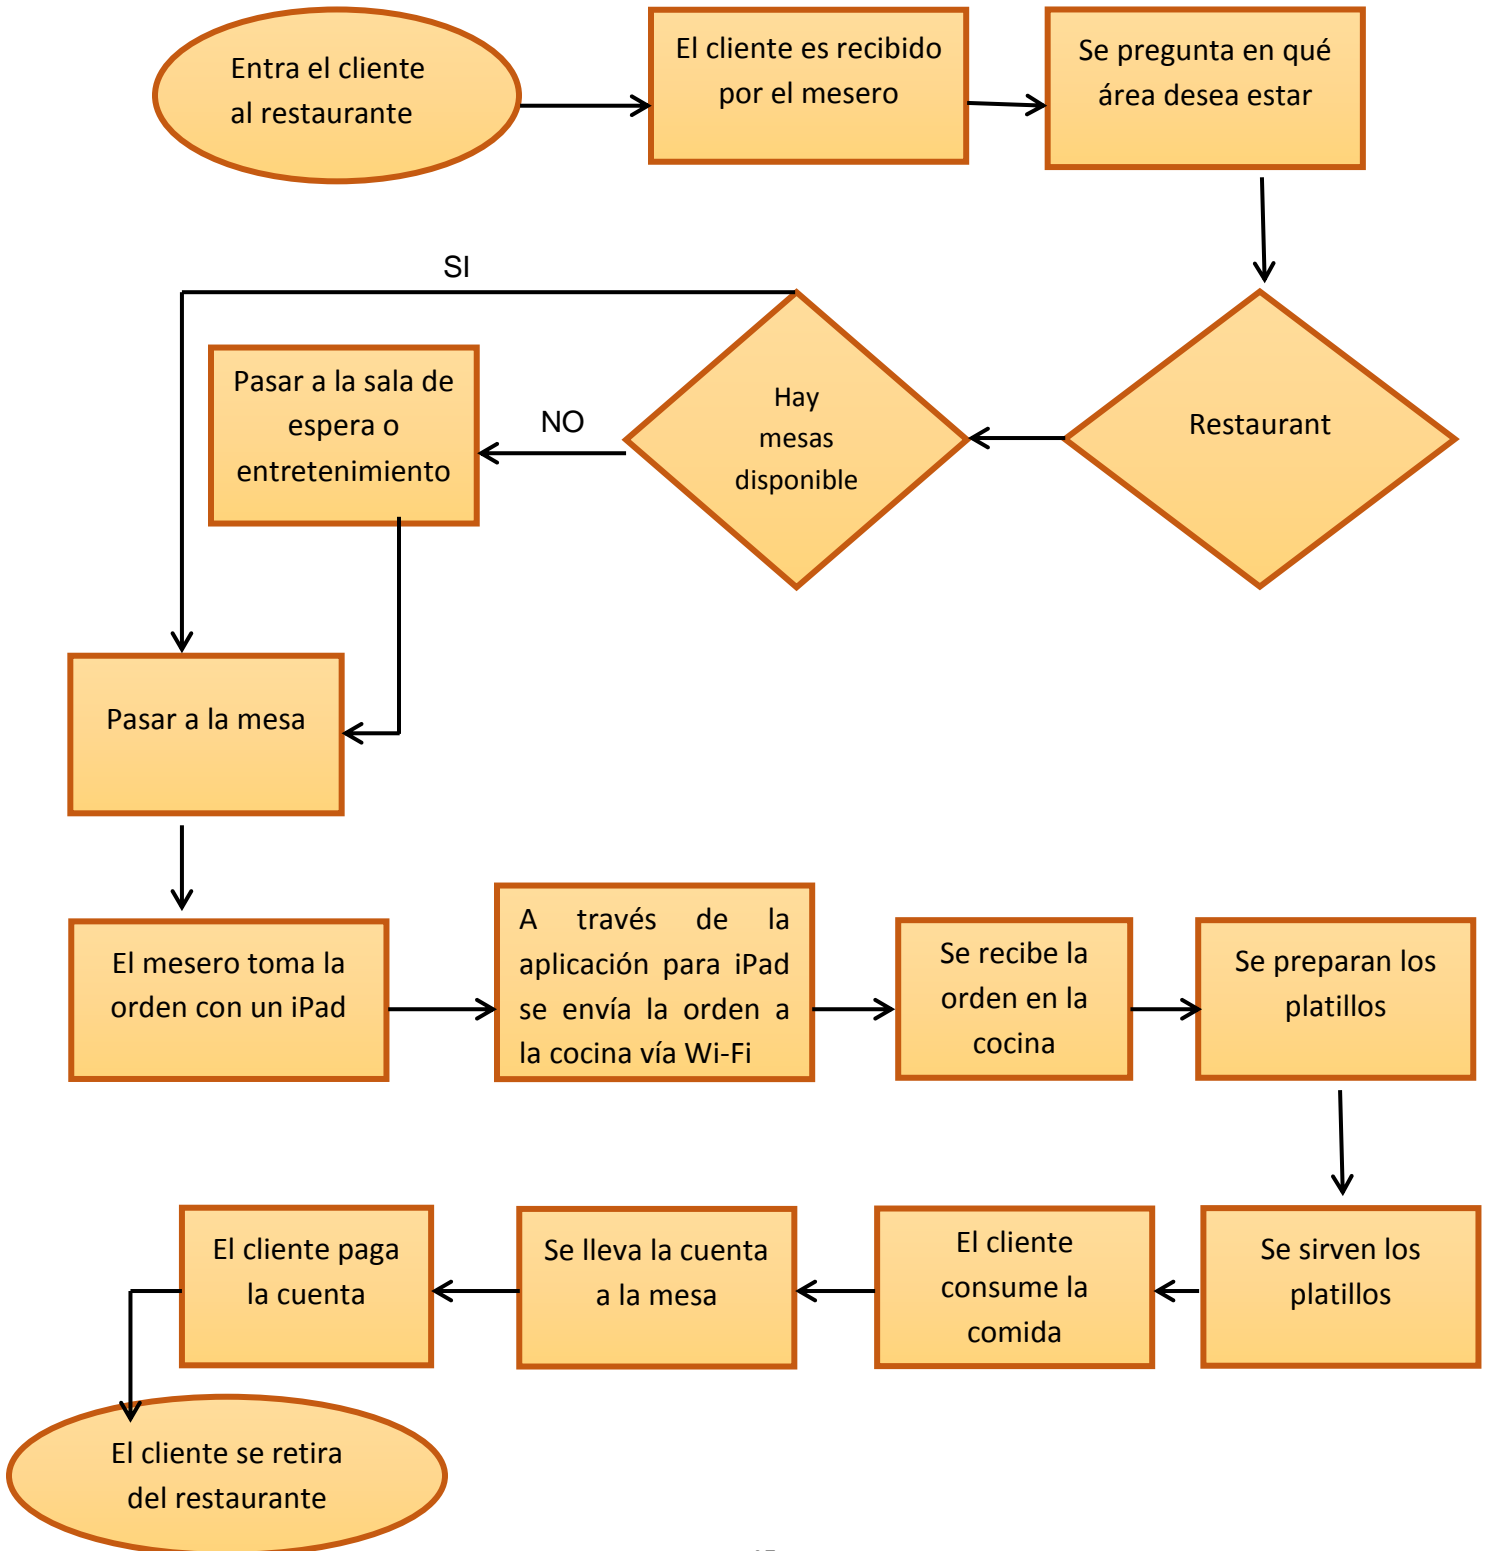 Entra el cliente
al restaurante
El cliente es recibido
por el mesero
Se pregunta en qué
área desea estar
Restaurant
Hay
mesas
disponible
SI
NO
Pasar a la sala de
espera o
entretenimiento
Pasar a la mesa
El mesero toma la
orden con un iPad
A través de la
aplicación para iPad
se envía la orden a
la cocina vía Wi-Fi
Se recibe la
orden en la
cocina
Se preparan los
platillos
Se sirven los
platillos
El cliente
consume la
comida
Se lleva la cuenta
a la mesa
El cliente paga
la cuenta
El cliente se retira
del restaurante